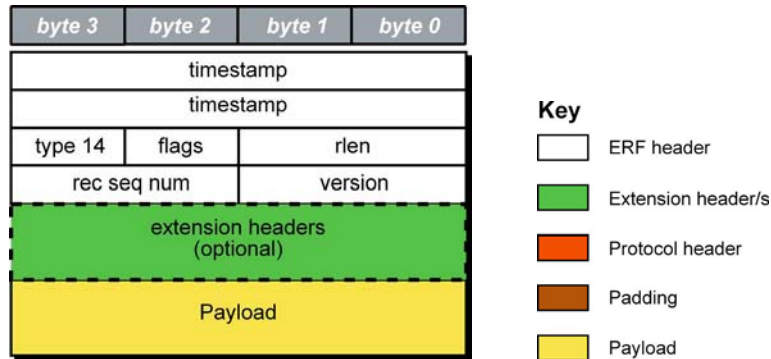 byte 3 byte 2 byte 1 byte 0
timestamp
timestamp
type 14 flags rlen
rec seq num version
extension headers
(optional)
Payload
Key
ERF header
Extension header/s
Protocol header
Padding
Payload